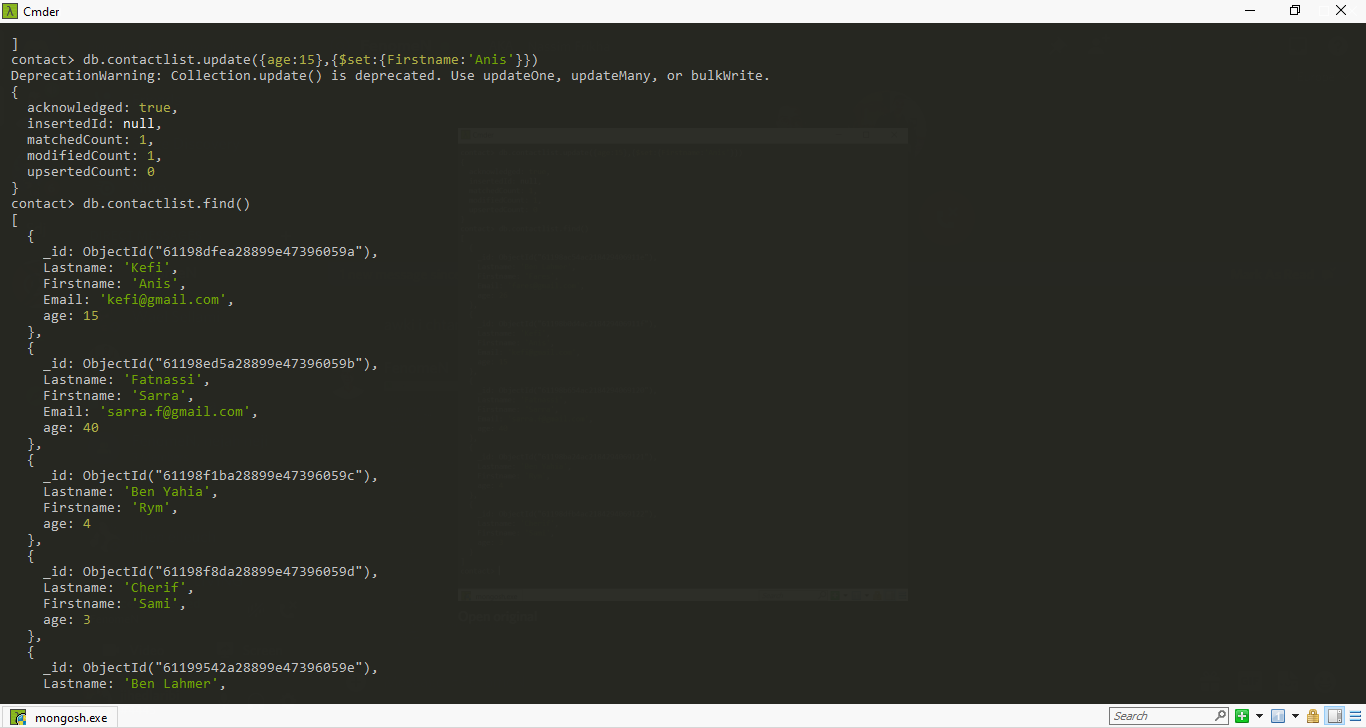 Cmder
]
contact> db.contactlist.update({age:15},{$set:{Firstname:'Anis'}})
DeprecationWarning: Collection.update() is deprecated. Use updateOne, updateMany, or bulkWrite.
{
  acknowledged: true,
  insertedId: null,
  matchedCount: 1,
  modifiedCount: 1,
  upsertedCount: 0
}
contact> db.contactlist.find()
[
  {
    _id: ObjectId("61198dfea28899e47396059a"),
    Lastname: 'Kefi',
    Firstname: 'Anis',
    Email: 'kefi@gmail.com',
    age: 15
  },
  {
    _id: ObjectId("61198ed5a28899e47396059b"),
    Lastname: 'Fatnassi',
    Firstname: 'Sarra',
    Email: 'sarra.f@gmail.com',
    age: 40
  },
  {
    _id: ObjectId("61198f1ba28899e47396059c"),
    Lastname: 'Ben Yahia',
    Firstname: 'Rym',
    age: 4
  },
  {
    _id: ObjectId("61198f8da28899e47396059d"),
    Lastname: 'Cherif',
    Firstname: 'Sami',
    age: 3
  },
  {
    _id: ObjectId("61199542a28899e47396059e"),
    Lastname: 'Ben Lahmer',
mongosh.exe
Search